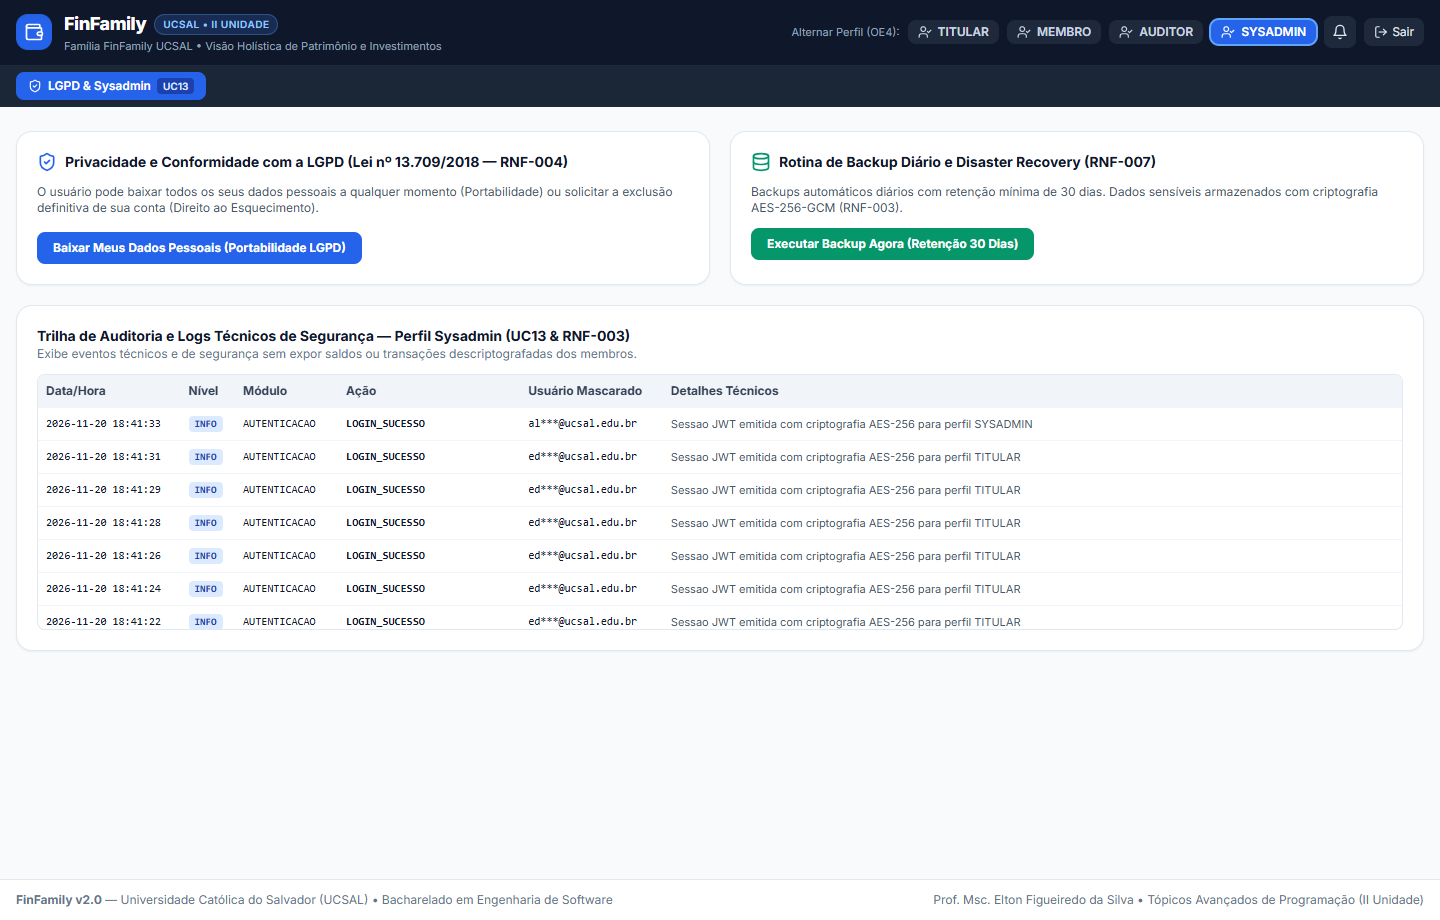 FinFamily UCSAL • II UNIDADE
Família FinFamily UCSAL • Visão Holística de Patrimônio e Investimentos
Alternar Perfil (OE4): TITULAR MEMBRO AUDITOR SYSADMIN Sair
LGPD & Sysadmin UC13
Privacidade e Conformidade com a LGPD (Lei nº 13.709/2018 — RNF-004)
O usuário pode baixar todos os seus dados pessoais a qualquer momento (Portabilidade) ou solicitar a exclusão
definitiva de sua conta (Direito ao Esquecimento).
Baixar Meus Dados Pessoais (Portabilidade LGPD)
Rotina de Backup Diário e Disaster Recovery (RNF-007)
Backups automáticos diários com retenção mínima de 30 dias. Dados sensíveis armazenados com criptografia
AES-256-GCM (RNF-003).
Executar Backup Agora (Retenção 30 Dias)
Trilha de Auditoria e Logs Técnicos de Segurança — Perfil Sysadmin (UC13 & RNF-003)
Exibe eventos técnicos e de segurança sem expor saldos ou transações descriptografadas dos membros.
Data/Hora Nível Módulo Ação Usuário Mascarado Detalhes Técnicos
2026-11-20 18:41:33 INFO AUTENTICACAO LOGIN_SUCESSO al***@ucsal.edu.br Sessao JWT emitida com criptografia AES-256 para perfil SYSADMIN
2026-11-20 18:41:31 INFO AUTENTICACAO LOGIN_SUCESSO ed***@ucsal.edu.br Sessao JWT emitida com criptografia AES-256 para perfil TITULAR
2026-11-20 18:41:29 INFO AUTENTICACAO LOGIN_SUCESSO ed***@ucsal.edu.br Sessao JWT emitida com criptografia AES-256 para perfil TITULAR
2026-11-20 18:41:28 INFO AUTENTICACAO LOGIN_SUCESSO ed***@ucsal.edu.br Sessao JWT emitida com criptografia AES-256 para perfil TITULAR
2026-11-20 18:41:26 INFO AUTENTICACAO LOGIN_SUCESSO ed***@ucsal.edu.br Sessao JWT emitida com criptografia AES-256 para perfil TITULAR
2026-11-20 18:41:24 INFO AUTENTICACAO LOGIN_SUCESSO ed***@ucsal.edu.br Sessao JWT emitida com criptografia AES-256 para perfil TITULAR
2026-11-20 18:41:22 INFO AUTENTICACAO LOGIN_SUCESSO ed***@ucsal.edu.br Sessao JWT emitida com criptografia AES-256 para perfil TITULAR
FinFamily v2.0 — Universidade Católica do Salvador (UCSAL) • Bacharelado em Engenharia de Software
Prof. Msc. Elton Figueiredo da Silva • Tópicos Avançados de Programação (II Unidade)